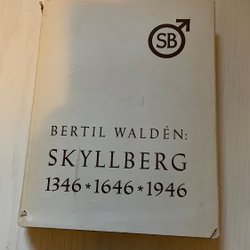 SB
BERTIL WALDÉN:
SKYLLBERG
1346 * 1646 * 1946